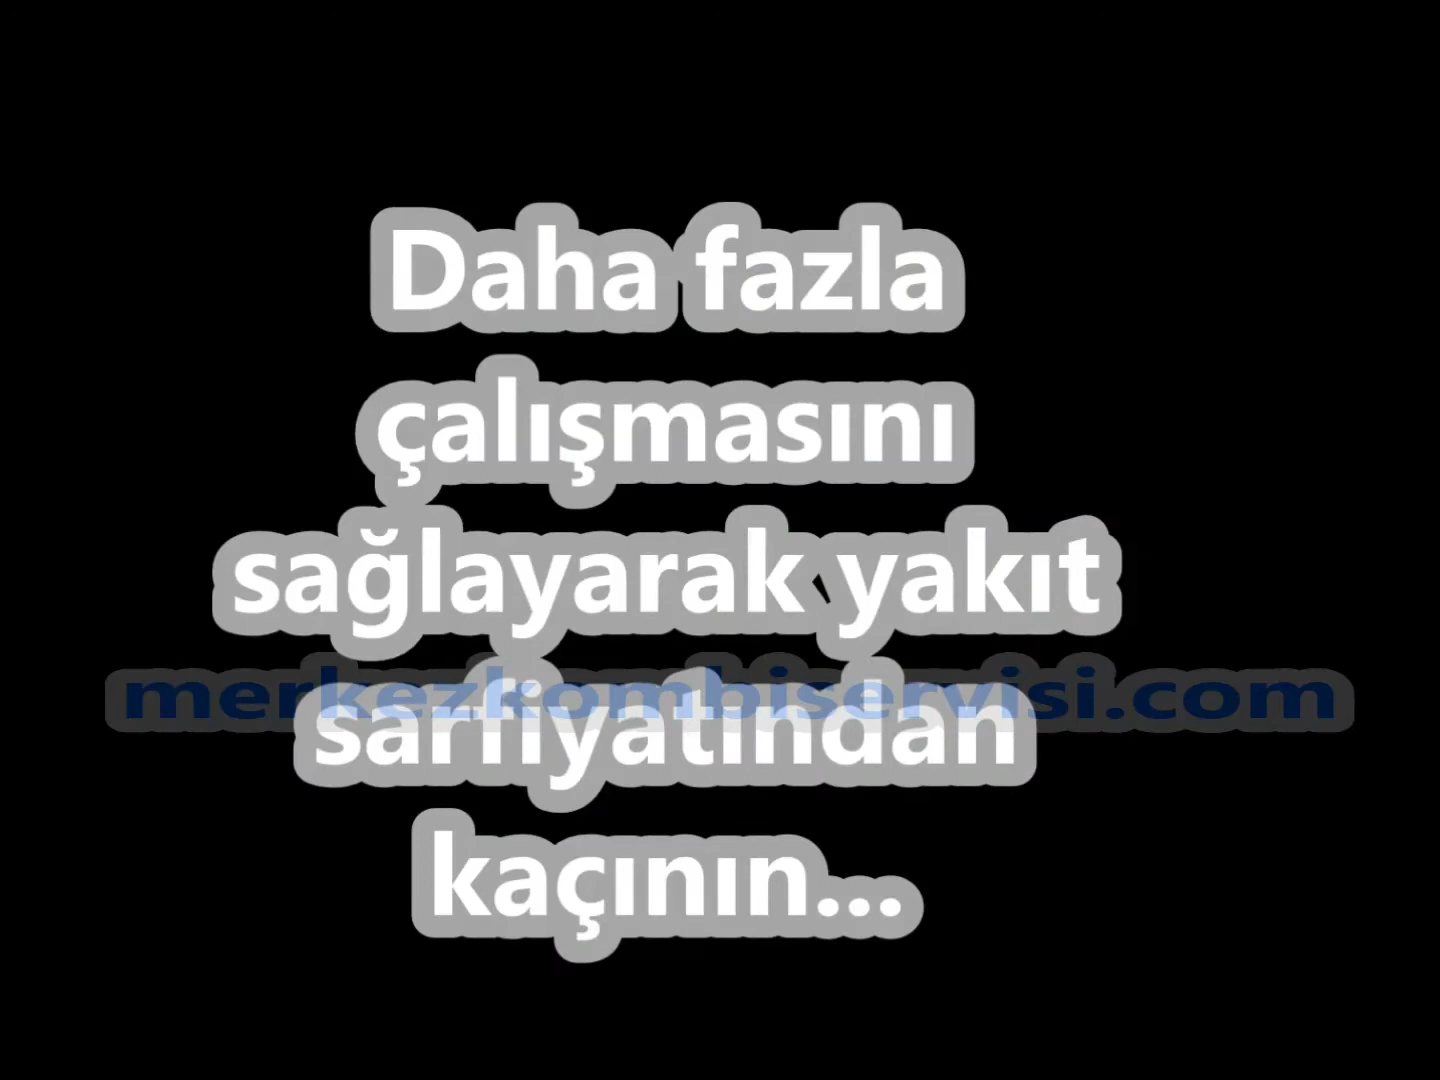 Daha fazla
çalışmasını
sağlayarak yakıt
merkezkombiservisi.com
sarfiyatından
kaçının...